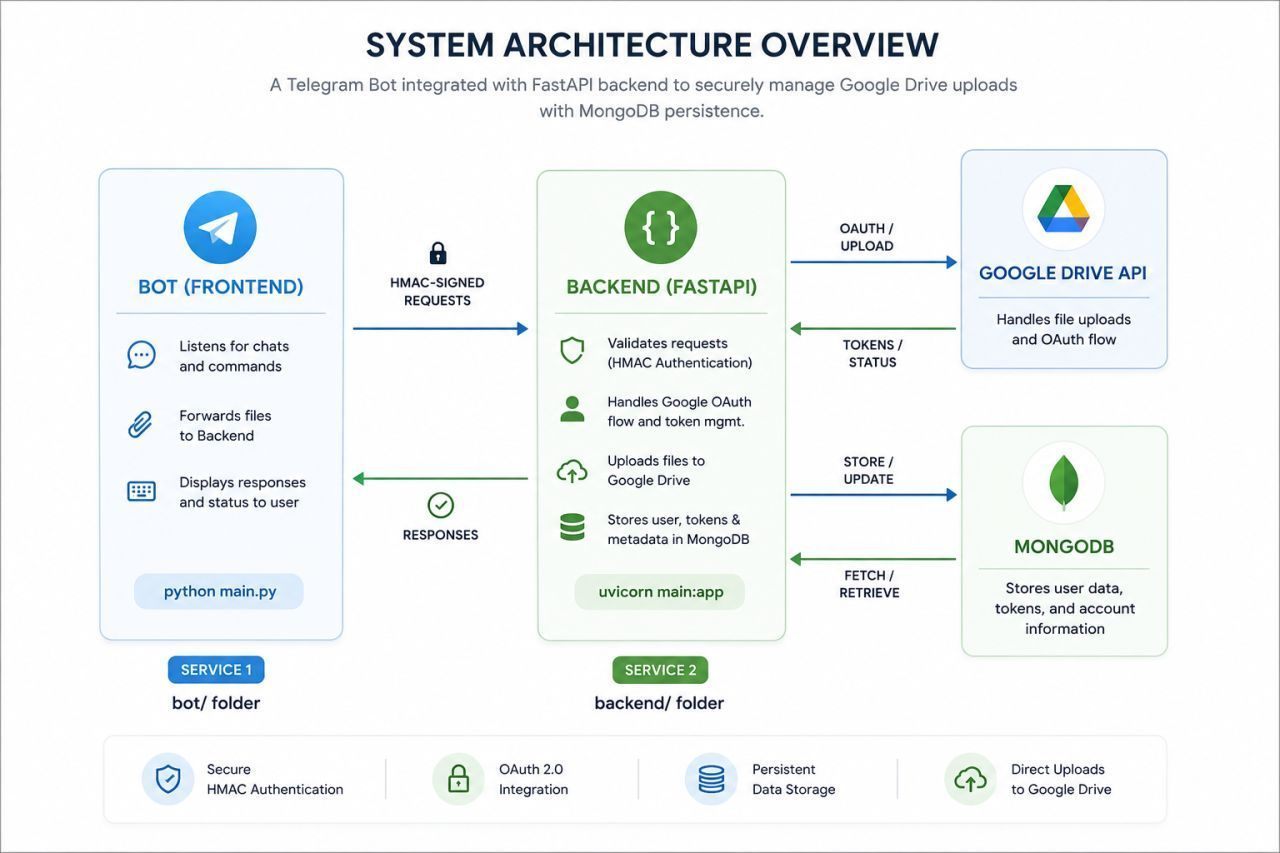 SYSTEM ARCHITECTURE OVERVIEW
A Telegram Bot integrated with FastAPI backend to securely manage Google Drive uploads
with MongoDB persistence.
BOT (FRONTEND)
Listens for chats
and commands
Forwards files
to Backend
Displays responses
and status to user
python main.py
SERVICE 1
bot/ folder
HMAC-SIGNED
REQUESTS
RESPONSES
{ }
BACKEND (FASTAPI)
Validates requests
(HMAC Authentication)
Handles Google OAuth
flow and token mgmt.
Uploads files to
Google Drive
Stores user, tokens &
metadata in MongoDB
uvicorn main:app
SERVICE 2
backend/ folder
OAUTH /
UPLOAD
TOKENS /
STATUS
GOOGLE DRIVE API
Handles file uploads
and OAuth flow
STORE /
UPDATE
FETCH /
RETRIEVE
MONGODB
Stores user data,
tokens, and account
information
Secure
HMAC Authentication
OAuth 2.0
Integration
Persistent
Data Storage
Direct Uploads
to Google Drive